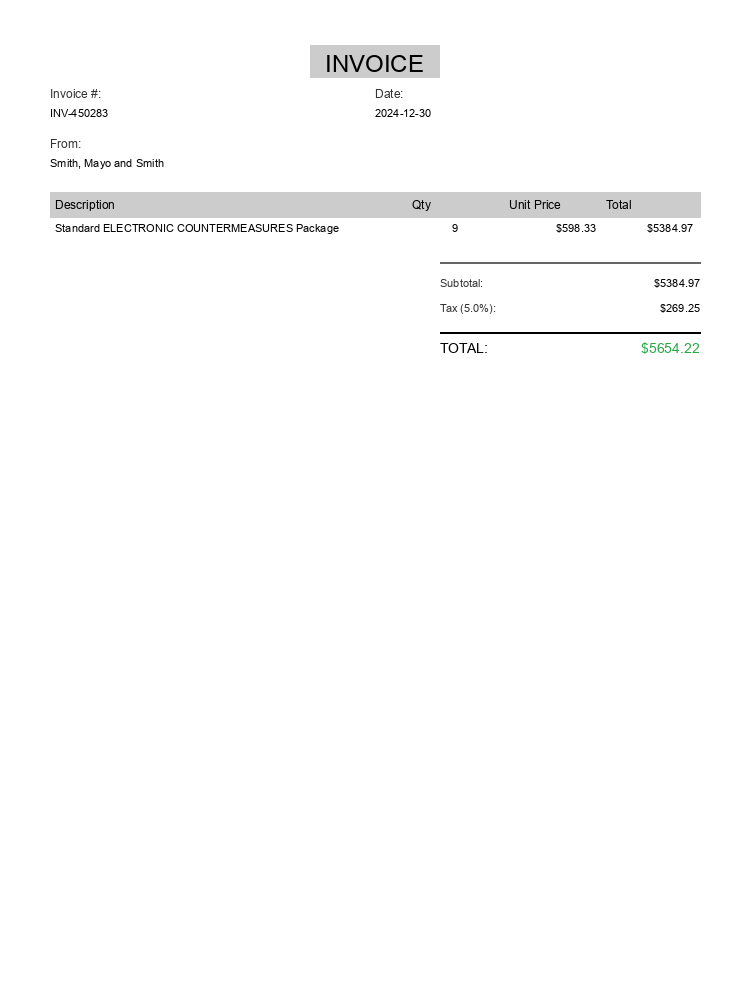 INVOICE
Invoice #: Date:
INV-450283 2024-12-30
From:
Smith, Mayo and Smith
Description Qty Unit Price Total
Standard ELECTRONIC COUNTERMEASURES Package 9 $598.33 $5384.97
Subtotal: $5384.97
Tax (5.0%): $269.25
TOTAL: $5654.22